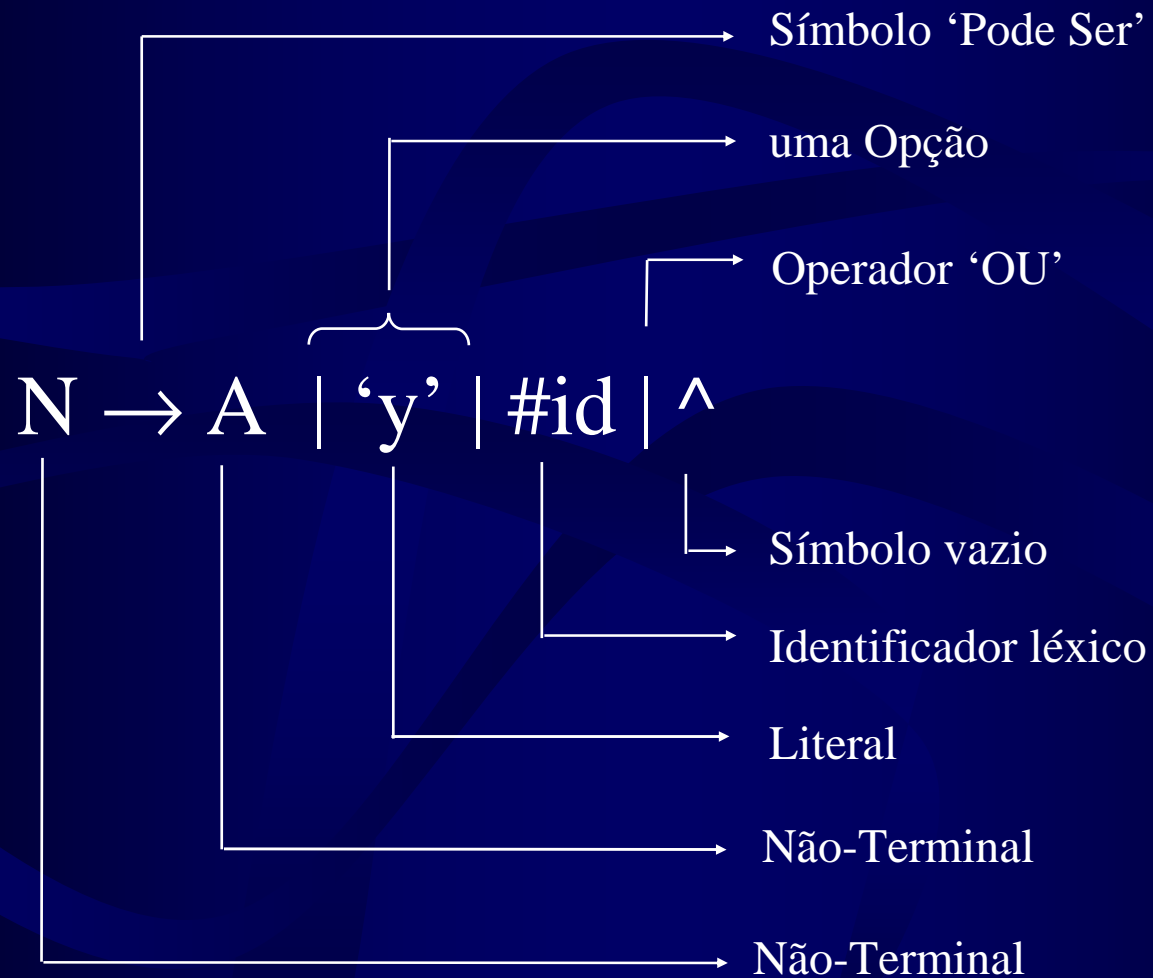 Símbolo ‘Pode Ser’
uma Opção
Operador ‘OU’
N → A | ‘y’ | #id | ^
Símbolo vazio
Identificador léxico
Literal
Não-Terminal
Não-Terminal